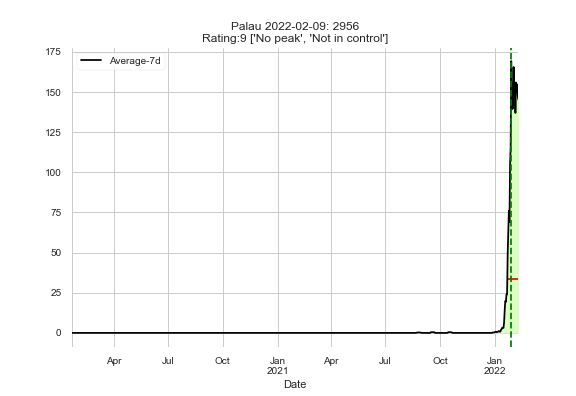 Palau 2022-02-09: 2956
Rating:9 ['No peak', 'Not in control']
Average-7d
175
150
125
100
75
50
25
0
Apr Jul Oct Jan Apr Jul Oct Jan
2021 2022
Date